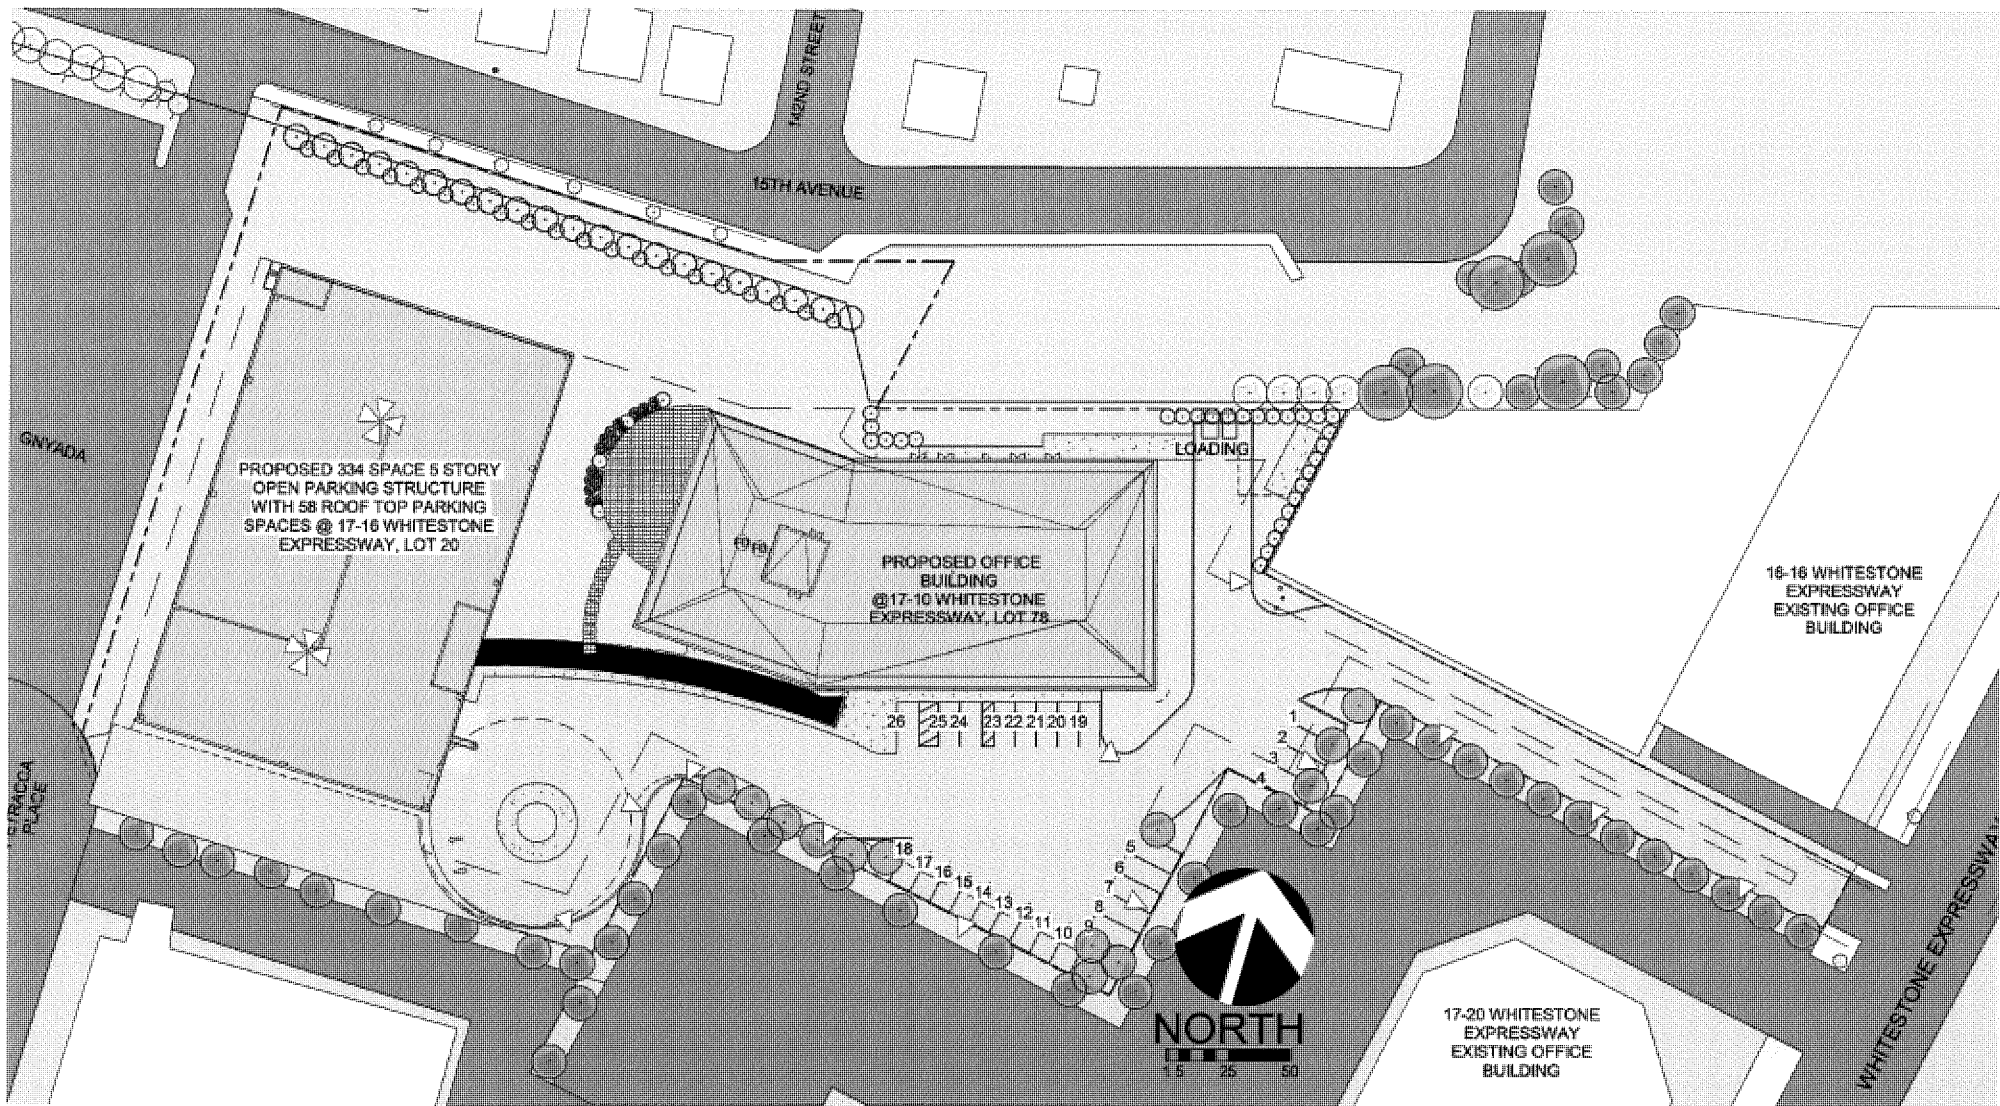 142ND STREET
15TH AVENUE
GNYADA
PROPOSED 334 SPACE 5 STORY
OPEN PARKING STRUCTURE
WITH 58 ROOF TOP PARKING
SPACES @ 17-16 WHITESTONE
EXPRESSWAY, LOT 20
LOADING
PROPOSED OFFICE
BUILDING
@17-10 WHITESTONE
EXPRESSWAY, LOT 78
16-16 WHITESTONE
EXPRESSWAY
EXISTING OFFICE
BUILDING
26
25
24
23
22
21
20
19
1
2
3
4
5
6
7
8
9
10
11
12
13
14
15
16
17
18
PLACE
WHITESTONE EXPRESSWAY
NORTH
25
50
17-20 WHITESTONE
EXPRESSWAY
EXISTING OFFICE
BUILDING